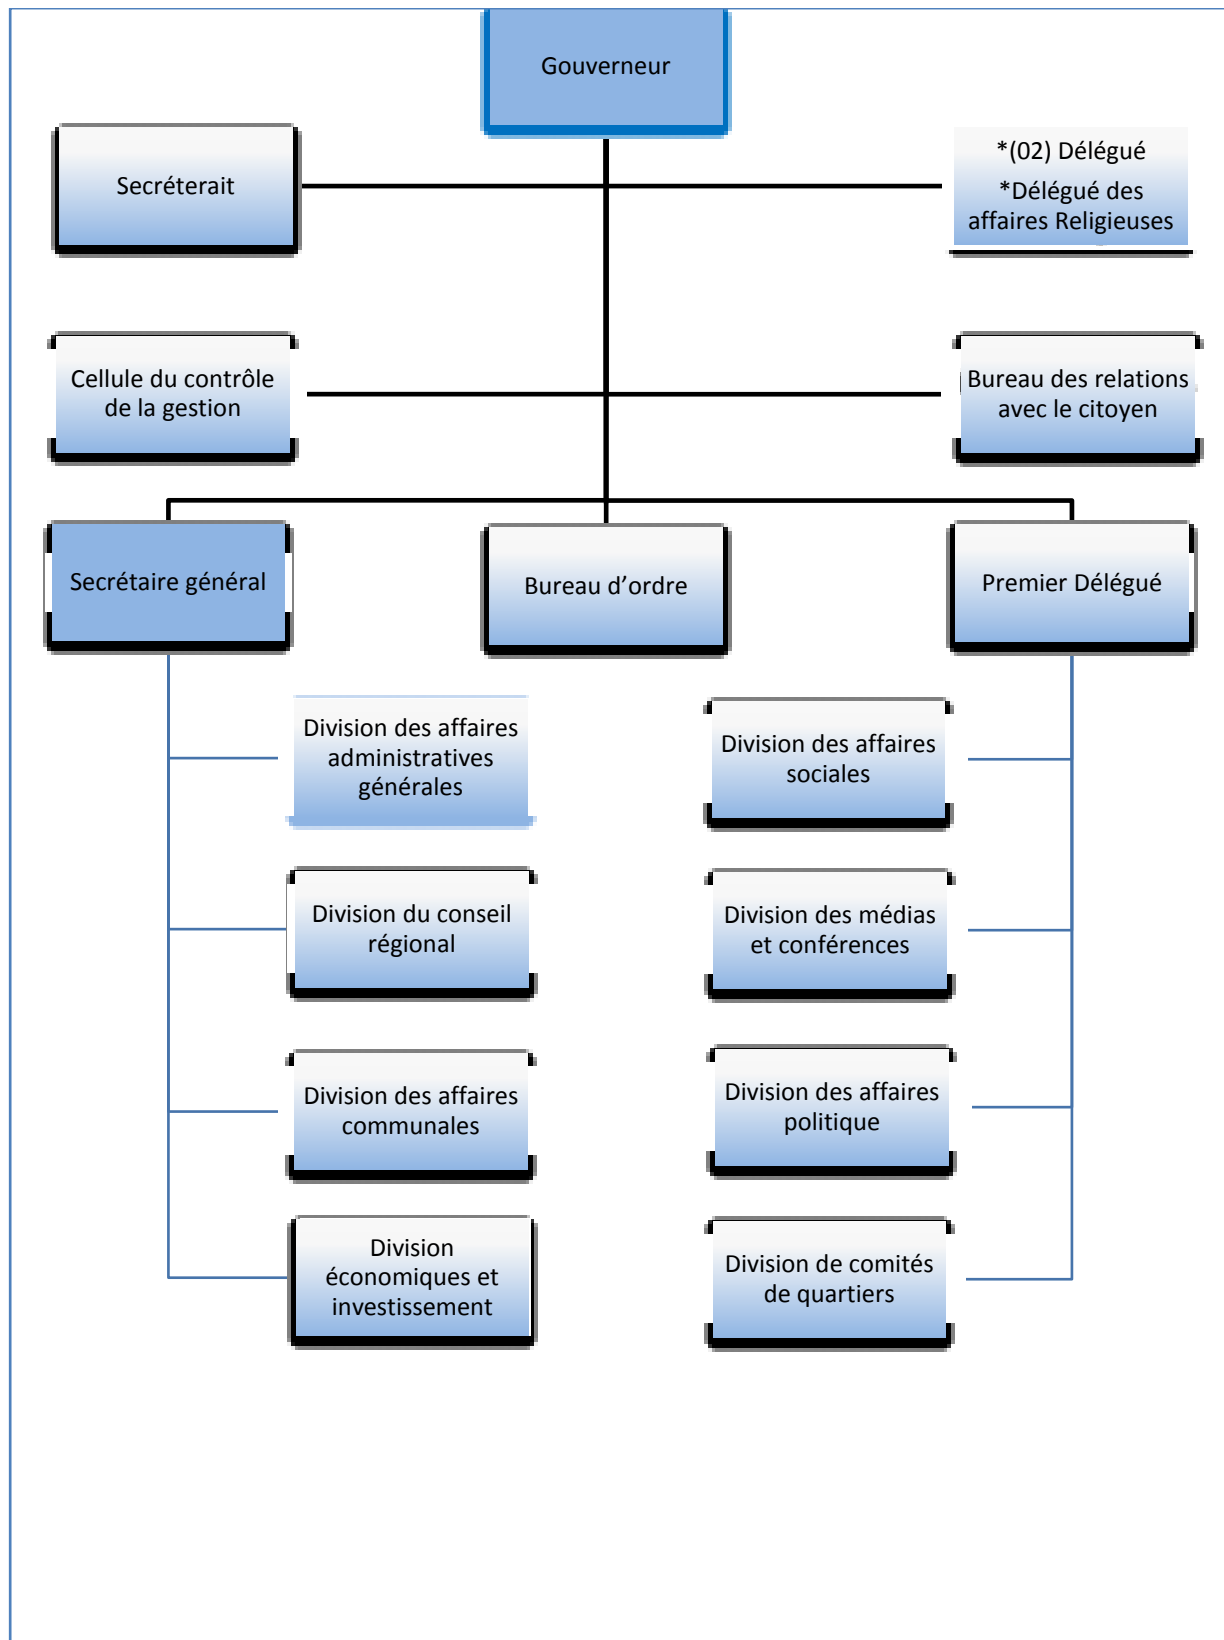 Gouverneur
Secréterait
*(02) Délégué
*Délégué des
affaires Religieuses
Cellule du contrôle
de la gestion
Bureau des relations
avec le citoyen
Secrétaire général
Bureau d’ordre
Premier Délégué
Division des affaires
administratives
générales
Division des affaires
sociales
Division du conseil
régional
Division des médias
et conférences
Division des affaires
communales
Division des affaires
politique
Division
économiques et
investissement
Division de comités
de quartiers